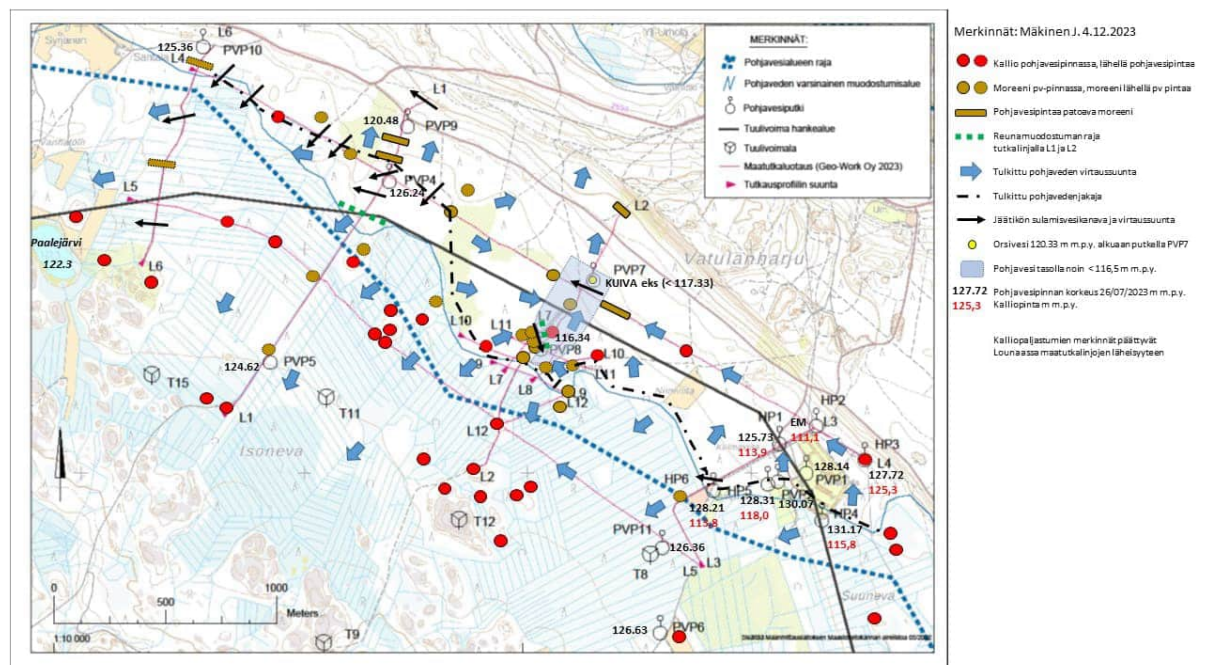 MERKINNÄT:
Pohjavesialueen raja
Pohjaveden varsinainen muodostumisalue
Pohjavesiputki
Tuulivoima hankealue
Tuulivoimala
Maatutkaluotaus (Geo-Work Oy 2023)
Tutkausprofiilin suunta
Merkinnät: Mäkinen J. 4.12.2023
Kallio pohjavesipinnassa, lähellä pohjavesipintaa
Moreeni pv-pinnassa, moreeni lähellä pv pintaa
Pohjavesipintaa patoava moreeni
Reunamuodostuman raja
tutkalinjalla L1 ja L2
Tulkittu pohjaveden virtaussuunta
Tulkittu pohjavedenjakaja
Jäätikön sulamisvesikanava ja virtaussuunta
Orsivesi 120.33 m m.p.y. alkuaan putkella PVP7
Pohjavesi tasolla noin <116,5 m m.p.y.
127.72 Pohjavesipinnan korkeus 26/07/2023 m m.p.y.
125,3 Kalliopinta m m.p.y.
Kalliopaljastumien merkinnät päättyvät
Lounaassa maatutkalinjojen läheisyyteen
Syrjänen
L6
125.36
PVP10
L4
L1
120.48
PVP9
PVP4
126.24
L5
L2
Paalejärvi
122.3
L6
Vatulanharju
PVP7
KUIVA eks (< 117.33)
L7
L10
L11
116.34
PVP8
L10
L11
9
L7
L8
L9
L12
PVP5
124.62
T15
T11
L1
Isoneva
L12
L2
T12
HP1
HP2
EM
L3
125.73
111,1
113,9
HP3
L4
128.14
127.72
PVP1
125,3
HP6
HP5
128.31
130.07
118,0
HP4
128.21
113,8
131.17
115,8
PVP11
126.36
T8
L5
L3
Suuneva
126.63
PVP6
T9
0
500
1000
Meters
1:10 000